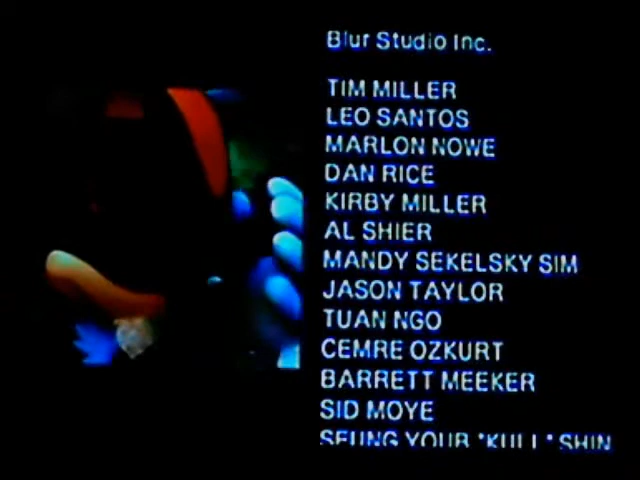 Blur Studio Inc.
TIM MILLER
LEO SANTOS
MARLON NOWE
DAN RICE
KIRBY MILLER
AL SHIER
MANDY SEKELSKY SIM
JASON TAYLOR
TUAN NGO
CEMRE OZKURT
BARRETT MEEKER
SID MOYE
SHIN